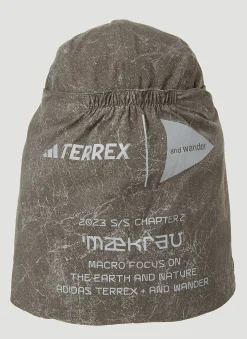 TERREX
and wander
2023 S/S CHAPTER 2
'mækrəʊ
MACRO FOCUS ON
THE EARTH AND NATURE
ADIDAS TERREX + AND WANDER